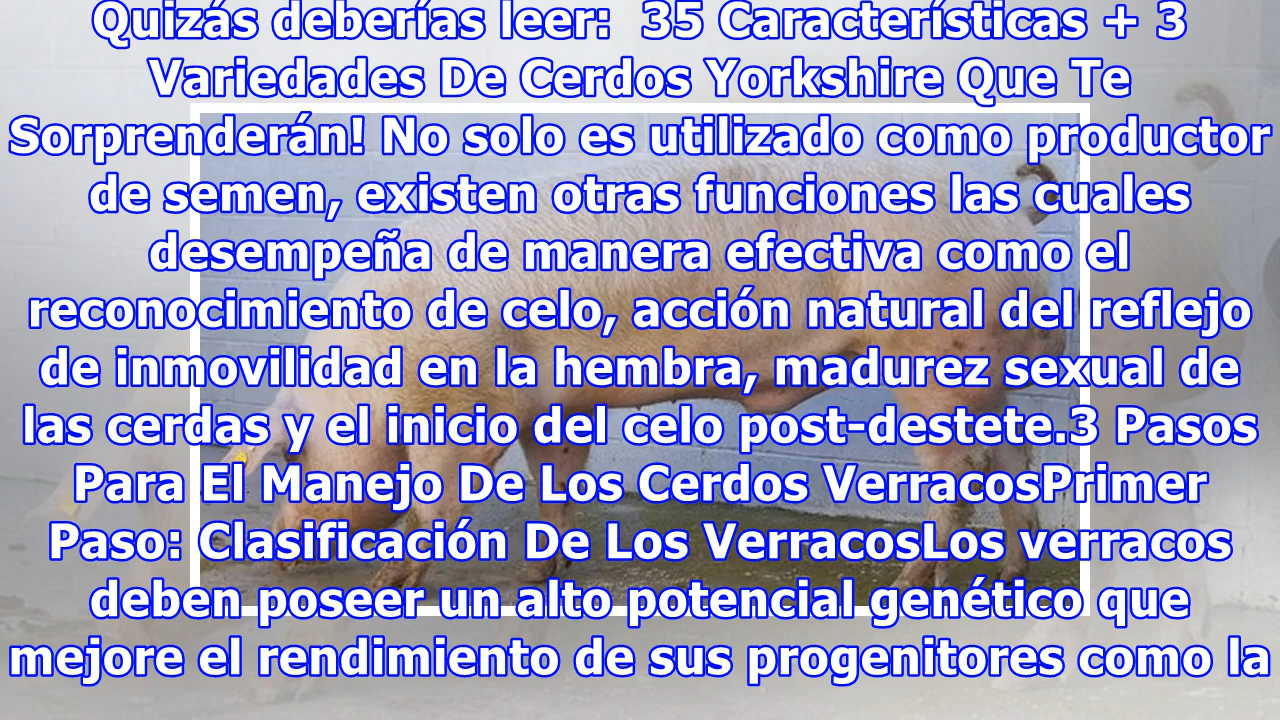 Quizás deberías leer:  35 Características + 3
Variedades De Cerdos Yorkshire Que Te
Sorprenderán! No solo es utilizado como productor
de semen, existen otras funciones las cuales
desempeña de manera efectiva como el
reconocimiento de celo, acción natural del reflejo
de inmovilidad en la hembra, madurez sexual de
las cerdas y el inicio del celo post-destete.3 Pasos
Para El Manejo De Los Cerdos VerracosPrimer
Paso: Clasificación De Los VerracosLos verracos
deben poseer un alto potencial genético que
mejore el rendimiento de sus progenitores como la